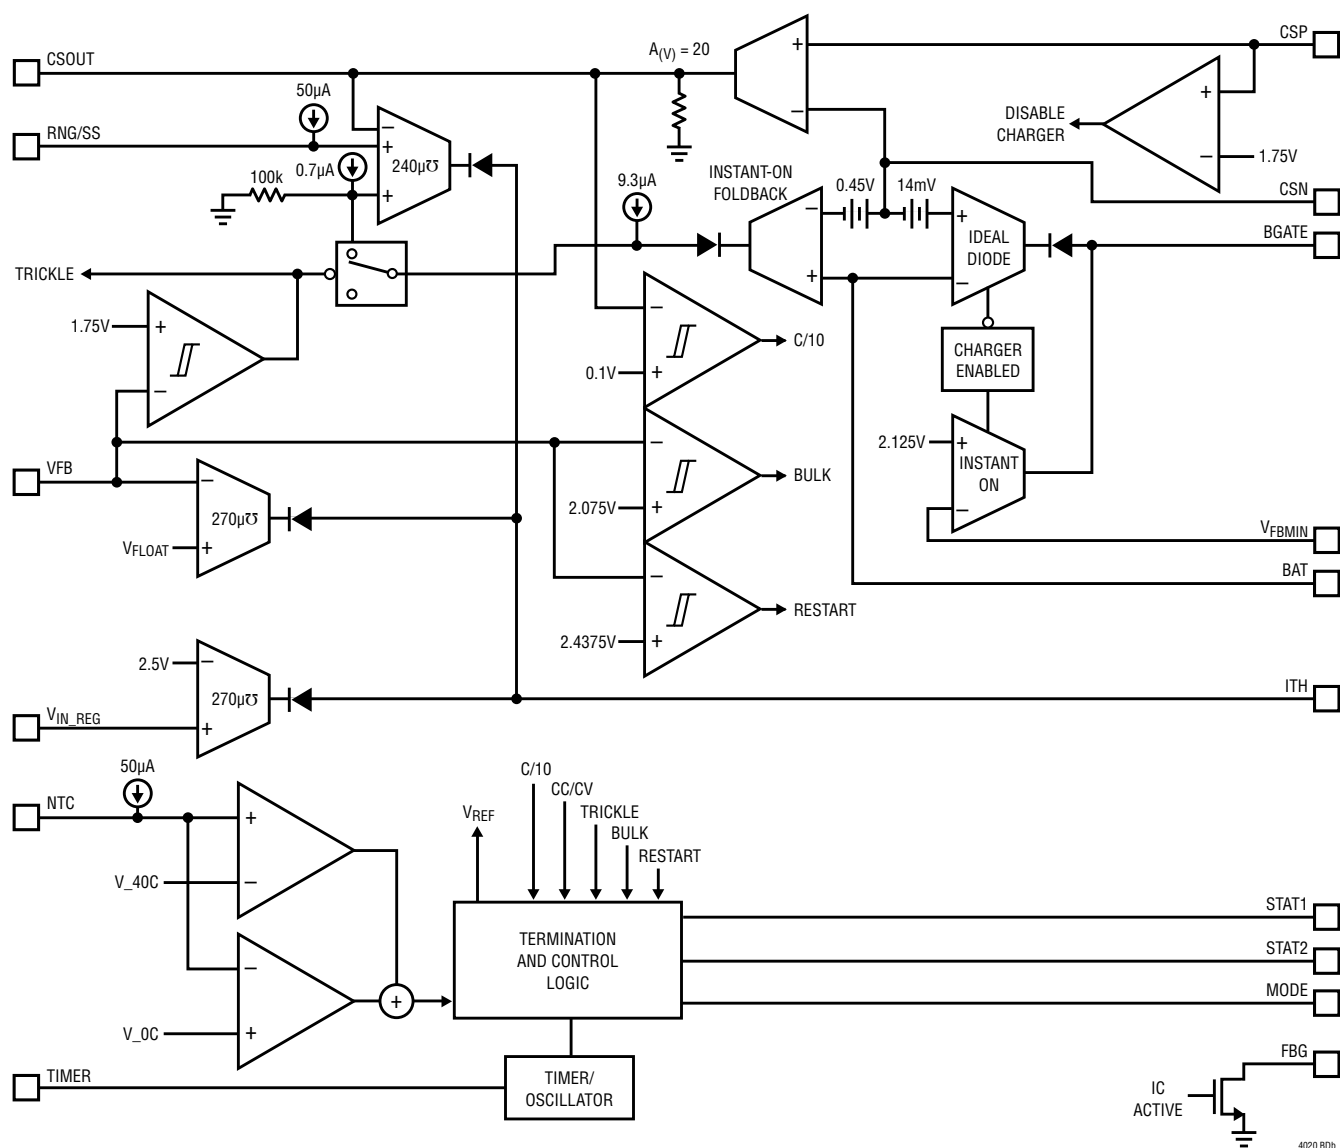 CSOUT
A(V) = 20
+
CSP
50µA
–
+
DISABLE
CHARGER
–
1.75V
RNG/SS
–
+
240µ℧
0.7µA
100k
+
9.3µA
INSTANT-ON
FOLDBACK
0.45V
14mV
CSN
–
+
IDEAL
DIODE
BGATE
+
–
TRICKLE
1.75V
+
–
–
C/10
0.1V
+
CHARGER
ENABLED
VFB
–
BULK
2.075V
+
2.125V
+
INSTANT
ON
–
–
270µ℧
VFLOAT
+
VFBMIN
BAT
–
RESTART
2.4375V
+
2.5V
–
270µ℧
VIN_REG
+
ITH
50µA
NTC
+
V_40C
–
–
V_0C
+
+
VREF
C/10
CC/CV
TRICKLE
BULK
RESTART
TERMINATION
AND CONTROL
LOGIC
STAT1
STAT2
MODE
TIMER
TIMER/
OSCILLATOR
FBG
IC
ACTIVE
4020 BDb